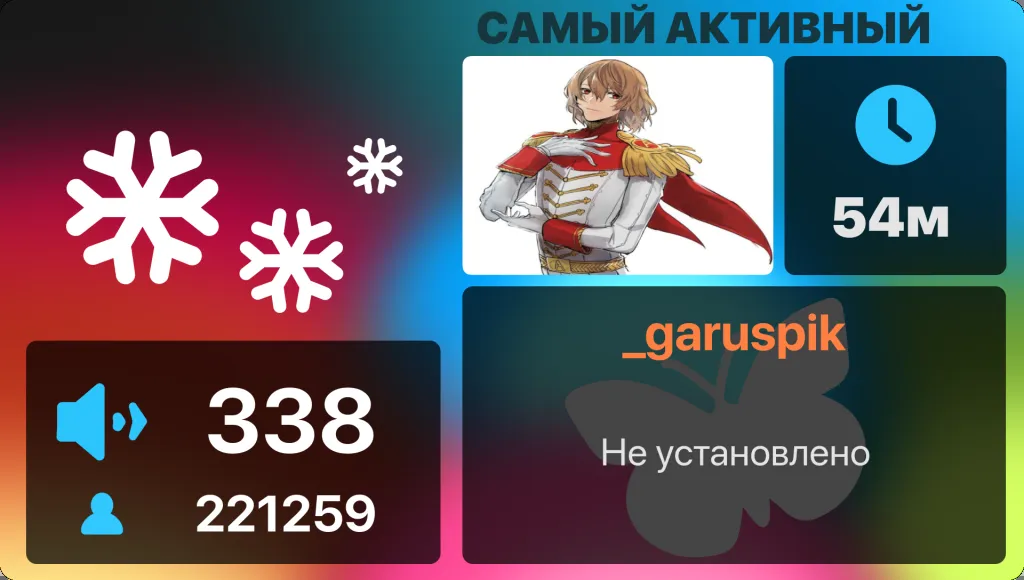 САМЫЙ АКТИВНЫЙ
54м
_garuspik
Не установлено
338
221259